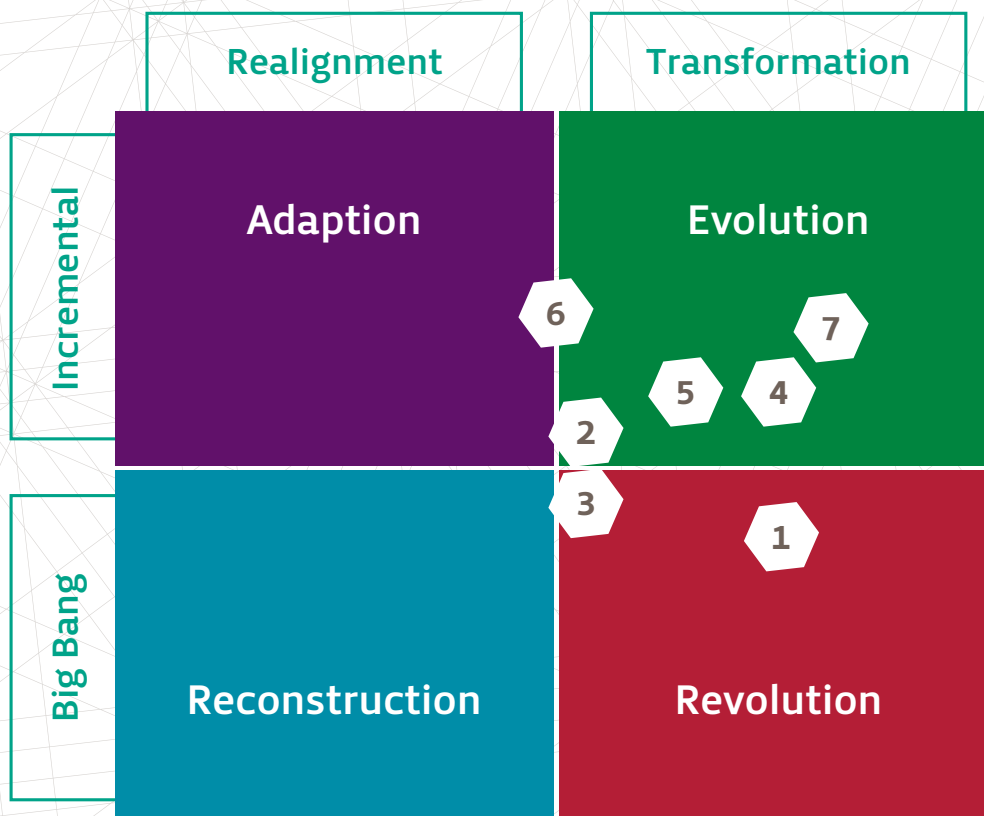 Realignment
Transformation
Incremental
Adaption
Evolution
6
7
5
4
2
3
1
Big Bang
Reconstruction
Revolution